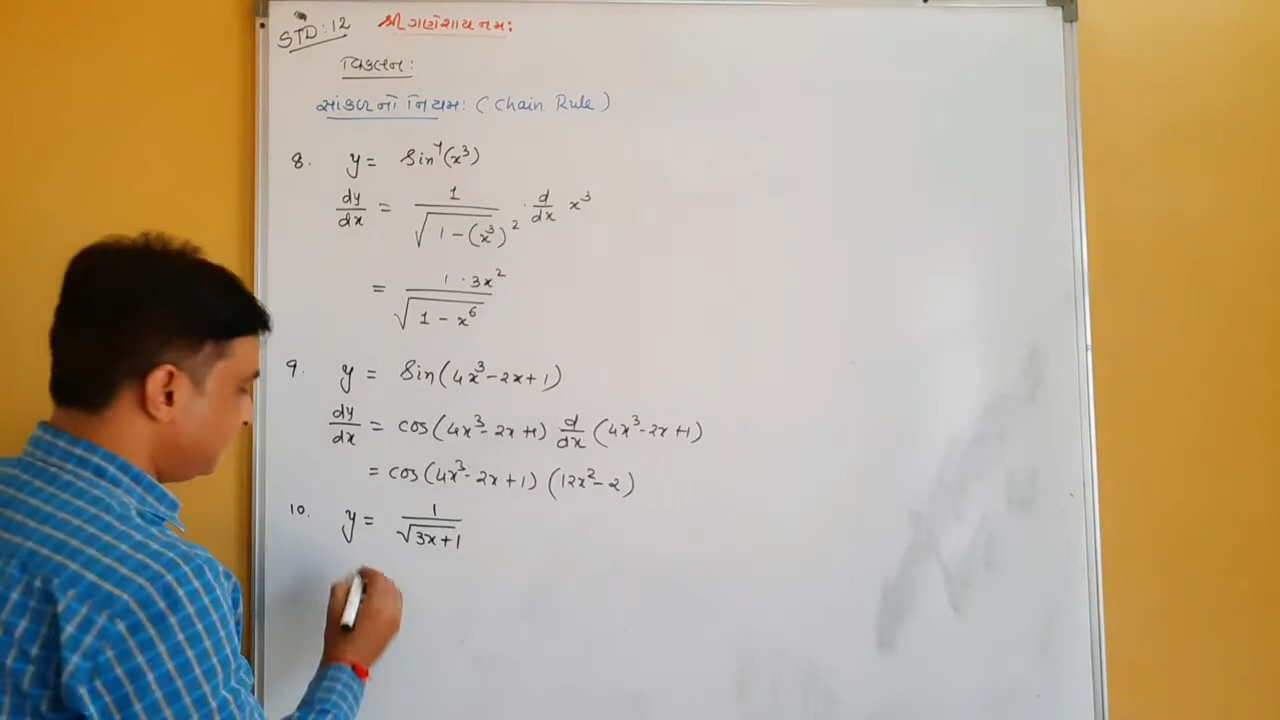 STD: 12
શ્રી ગણેશાય નમઃ
વિકલન:
સાંકળનો નિયમ: (Chain Rule)
8. y = Sin⁻¹(x³)
dy/dx = 1/√(1-(x³)²) · d/dx x³
= 1·3x²/√(1-x⁶)
9. y = Sin(4x³-2x+1)
dy/dx = cos(4x³-2x+1) d/dx (4x³-2x+1)
= cos(4x³-2x+1) (12x²-2)
10. y = 1/√(3x+1)